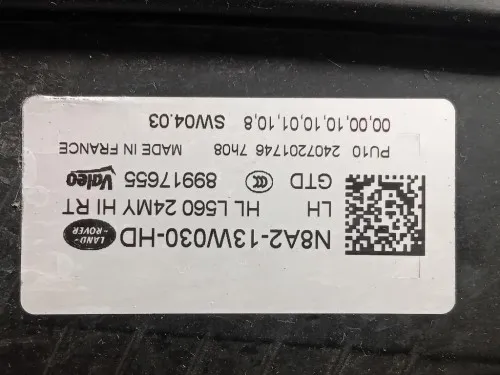 N8A2-13W030-HD LAND ROVER
LH HL L560 24MY HI RT
GTD CCC 89917655 Valeo
PU10 2407201746 7h08 MADE IN FRANCE
00,00,10,10,01,10,8 SW04.03